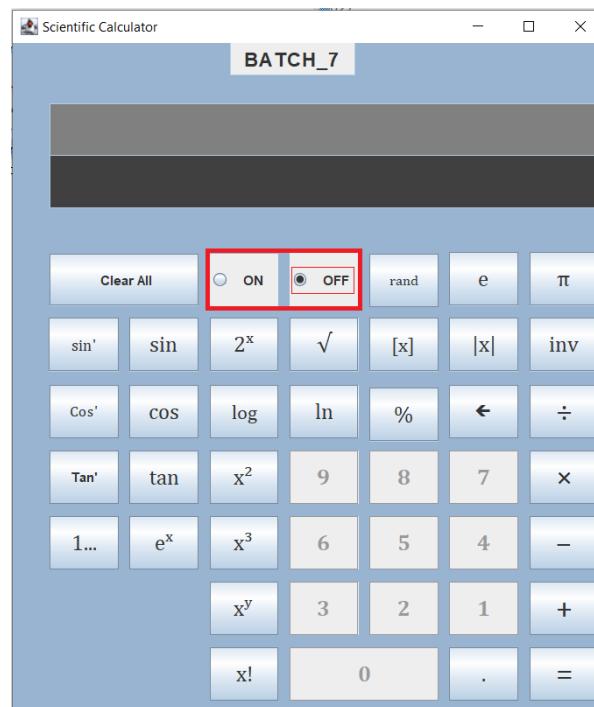 Scientific Calculator
BATCH_7
Clear All ON OFF rand e π
sin' sin 2ˣ √ [x] |x| inv
Cos' cos log ln % 🡰 ÷
Tan' tan x² 9 8 7 ×
1... eˣ x³ 6 5 4 −
xʸ 3 2 1 +
x! 0 . =